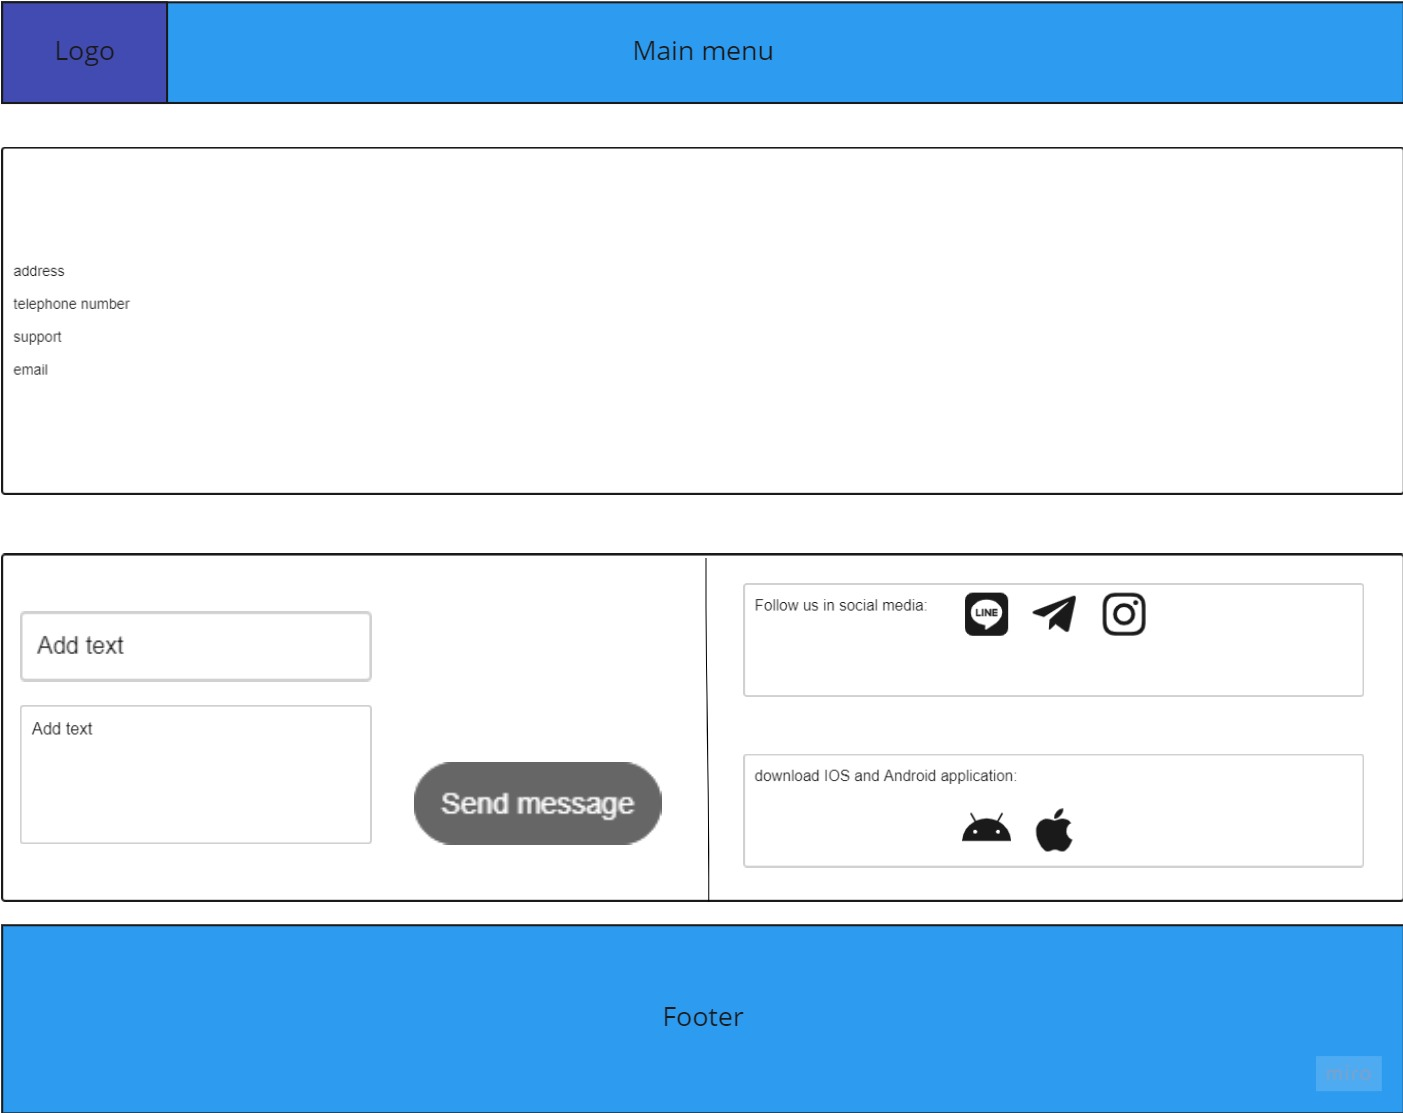 Logo
Main menu
address
telephone number
support
email
Add text
Add text
Send message
Follow us in social media:
LINE
download IOS and Android application:
Footer
miro